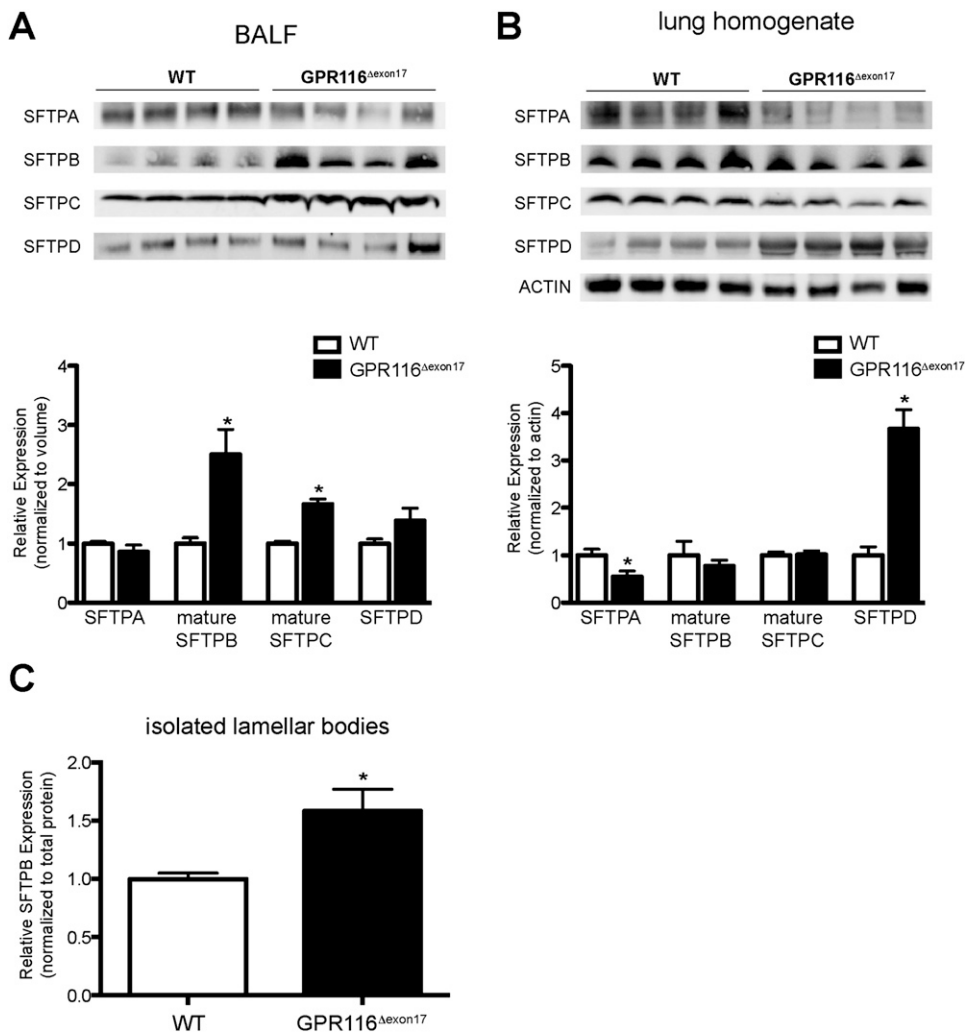 A
BALF
WT
GPR116Δexon17
SFTPA
SFTPB
SFTPC
SFTPD
WT
GPR116Δexon17
Relative Expression
(normalized to volume)
4
3
2
1
0
*
*
SFTPA
mature
SFTPB
mature
SFTPC
SFTPD
B
lung homogenate
WT
GPR116Δexon17
SFTPA
SFTPB
SFTPC
SFTPD
ACTIN
WT
GPR116Δexon17
Relative Expression
(normalized to actin)
5
4
3
2
1
0
*
*
SFTPA
mature
SFTPB
mature
SFTPC
SFTPD
C
isolated lamellar bodies
Relative SFTPB Expression
(normalized to total protein)
2.0
1.5
1.0
0.5
0.0
*
WT
GPR116Δexon17